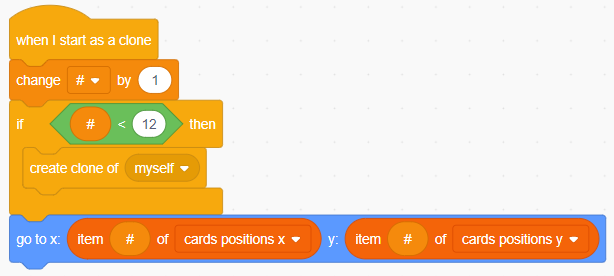 when I start as a clone
change # by 1
if # < 12 then
create clone of myself
go to x: item # of cards positions x y: item # of cards positions y